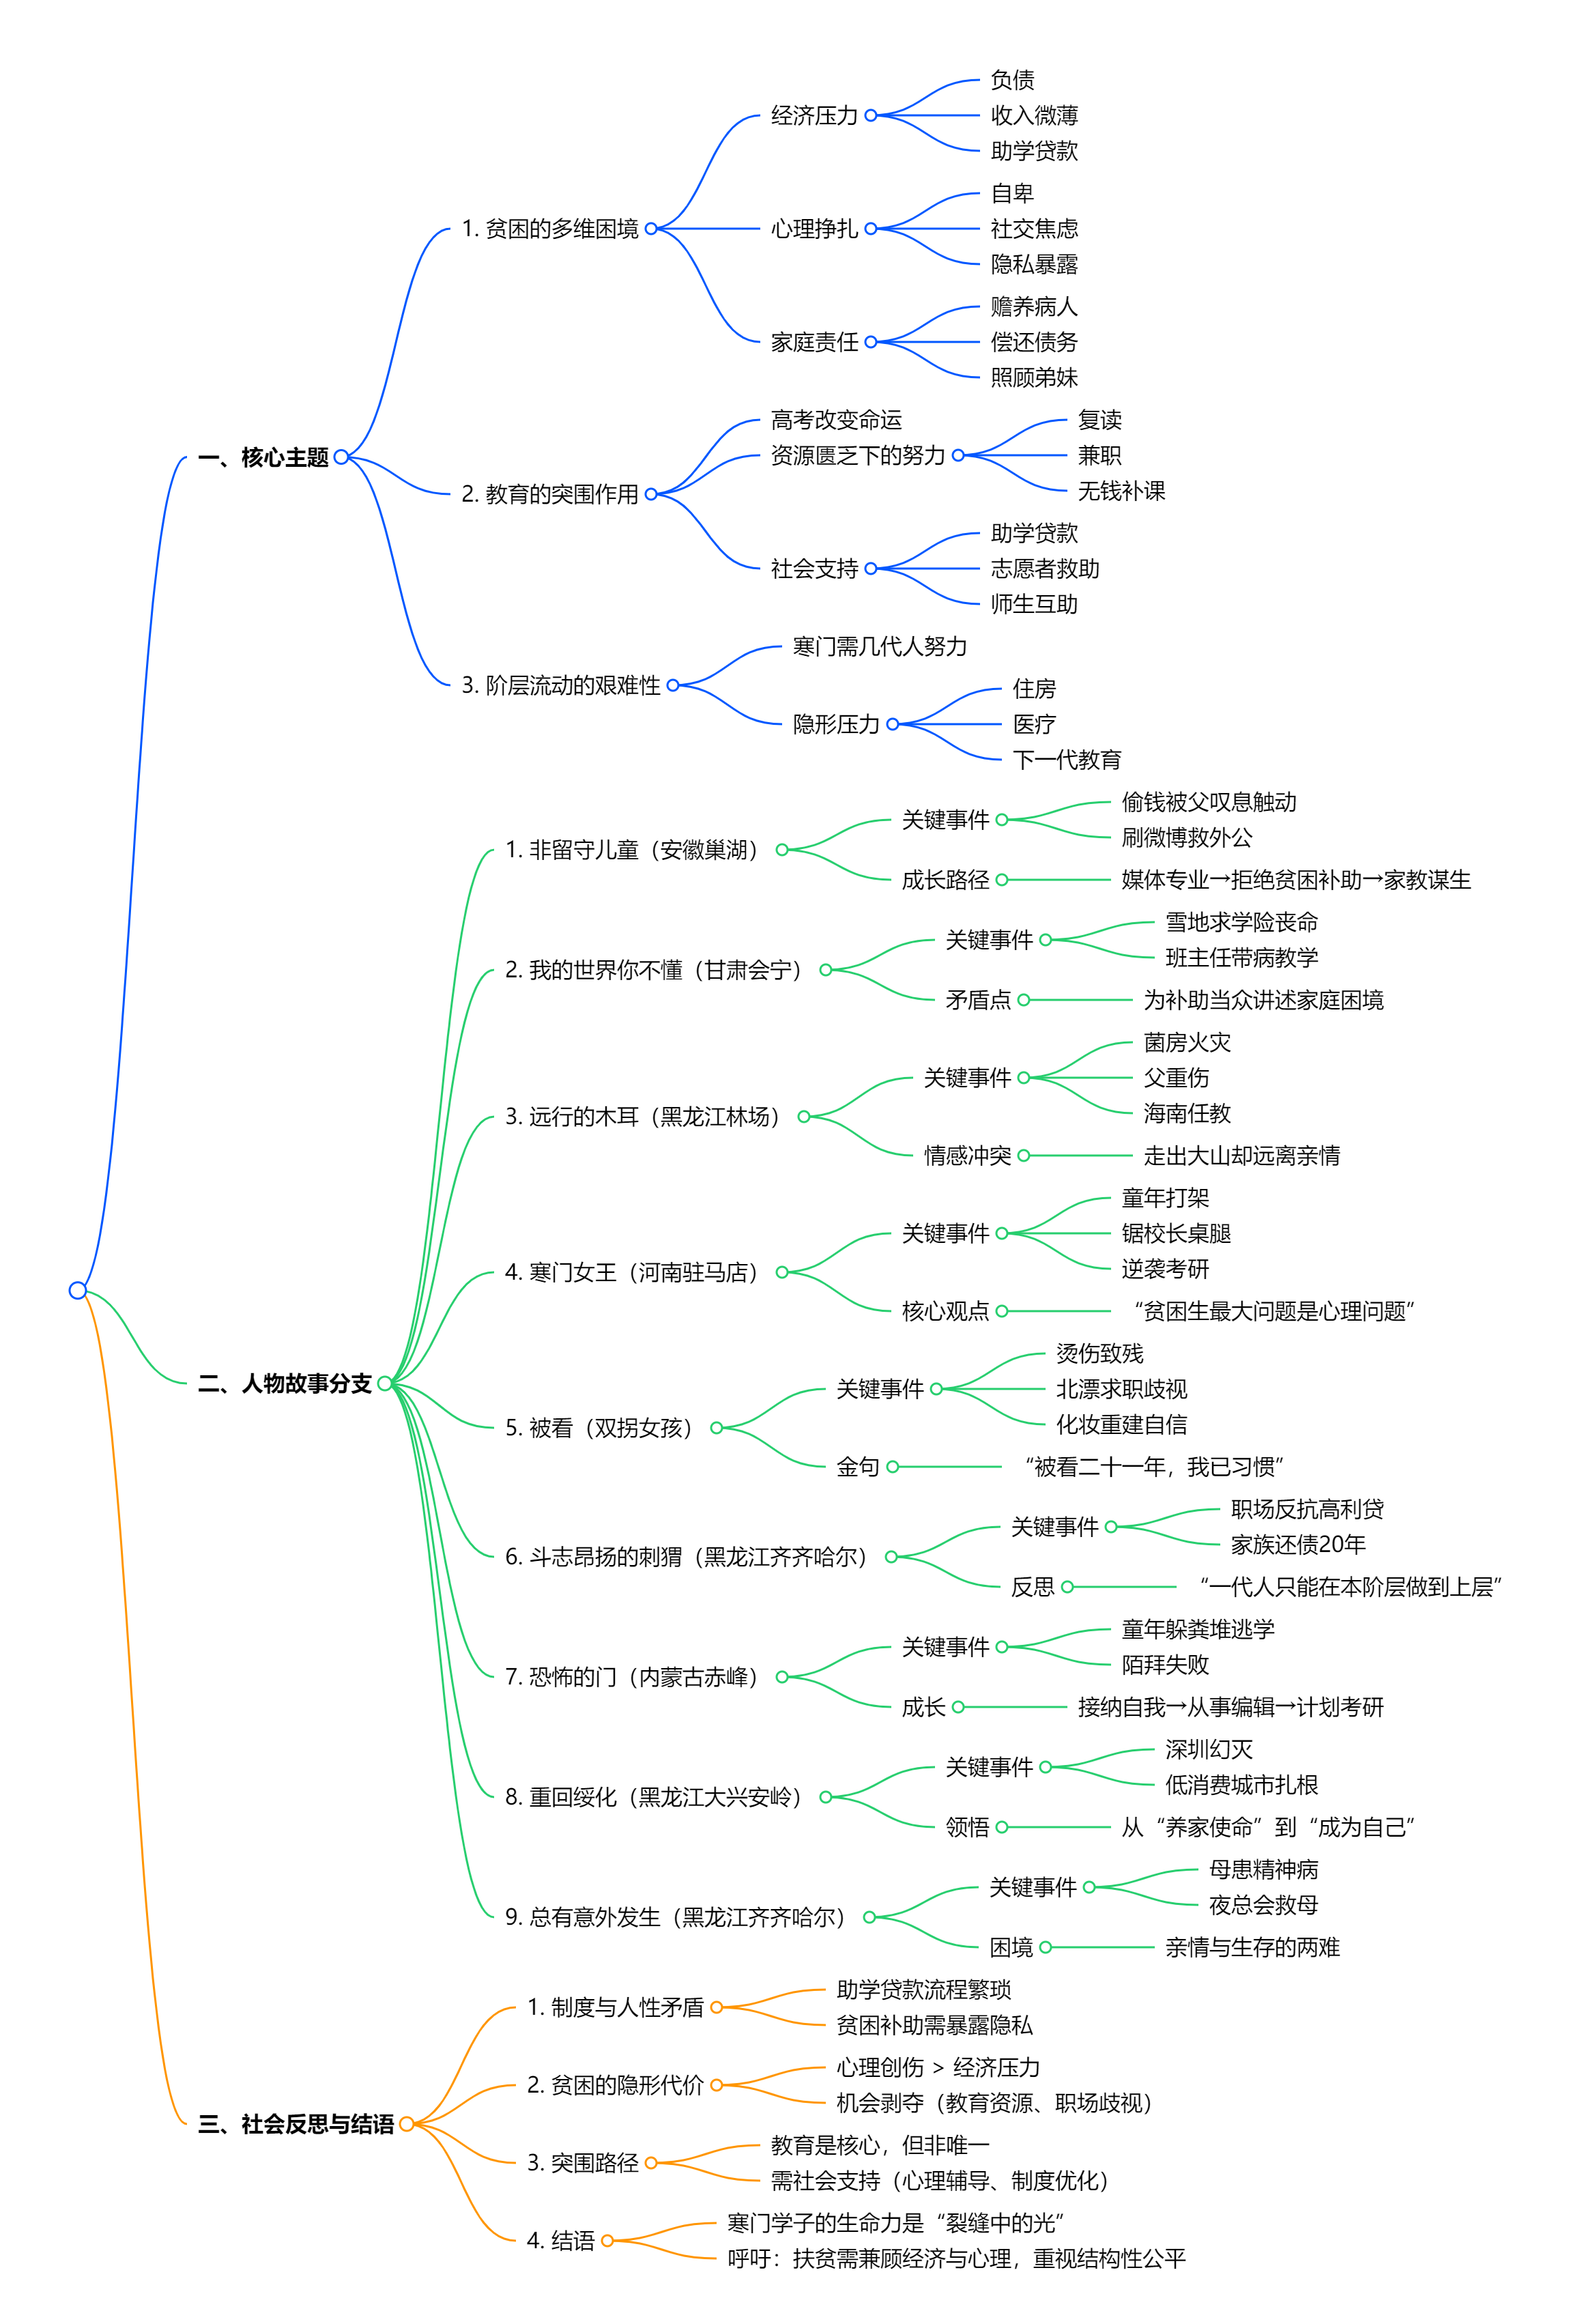 一、核心主题
1. 贫困的多维困境
经济压力
负债
收入微薄
助学贷款
心理挣扎
自卑
社交焦虑
隐私暴露
家庭责任
赡养病人
偿还债务
照顾弟妹
2. 教育的突围作用
高考改变命运
资源匮乏下的努力
复读
兼职
无钱补课
社会支持
助学贷款
志愿者救助
师生互助
3. 阶层流动的艰难性
寒门需几代人努力
隐形压力
住房
医疗
下一代教育
二、人物故事分支
1. 非留守儿童（安徽巢湖）
关键事件
偷钱被父叹息触动
刷微博救外公
成长路径
媒体专业→拒绝贫困补助→家教谋生
2. 我的世界你不懂（甘肃会宁）
关键事件
雪地求学险丧命
班主任带病教学
矛盾点
为补助当众讲述家庭困境
3. 远行的木耳（黑龙江林场）
关键事件
菌房火灾
父重伤
海南任教
情感冲突
走出大山却远离亲情
4. 寒门女王（河南驻马店）
关键事件
童年打架
锯校长桌腿
逆袭考研
核心观点
“贫困生最大问题是心理问题”
5. 被看（双拐女孩）
关键事件
烫伤致残
北漂求职歧视
化妆重建自信
金句
“被看二十一年，我已习惯”
6. 斗志昂扬的刺猬（黑龙江齐齐哈尔）
关键事件
职场反抗高利贷
家族还债20年
反思
“一代人只能在本阶层做到上层”
7. 恐怖的门（内蒙古赤峰）
关键事件
童年躲粪堆逃学
陌拜失败
成长
接纳自我→从事编辑→计划考研
8. 重回绥化（黑龙江大兴安岭）
关键事件
深圳幻灭
低消费城市扎根
领悟
从“养家使命”到“成为自己”
9. 总有意外发生（黑龙江齐齐哈尔）
关键事件
母患精神病
夜总会救母
困境
亲情与生存的两难
三、社会反思与结语
1. 制度与人性矛盾
助学贷款流程繁琐
贫困补助需暴露隐私
2. 贫困的隐形代价
心理创伤 > 经济压力
机会剥夺（教育资源、职场歧视）
3. 突围路径
教育是核心，但非唯一
需社会支持（心理辅导、制度优化）
4. 结语
寒门学子的生命力是“裂缝中的光”
呼吁：扶贫需兼顾经济与心理，重视结构性公平